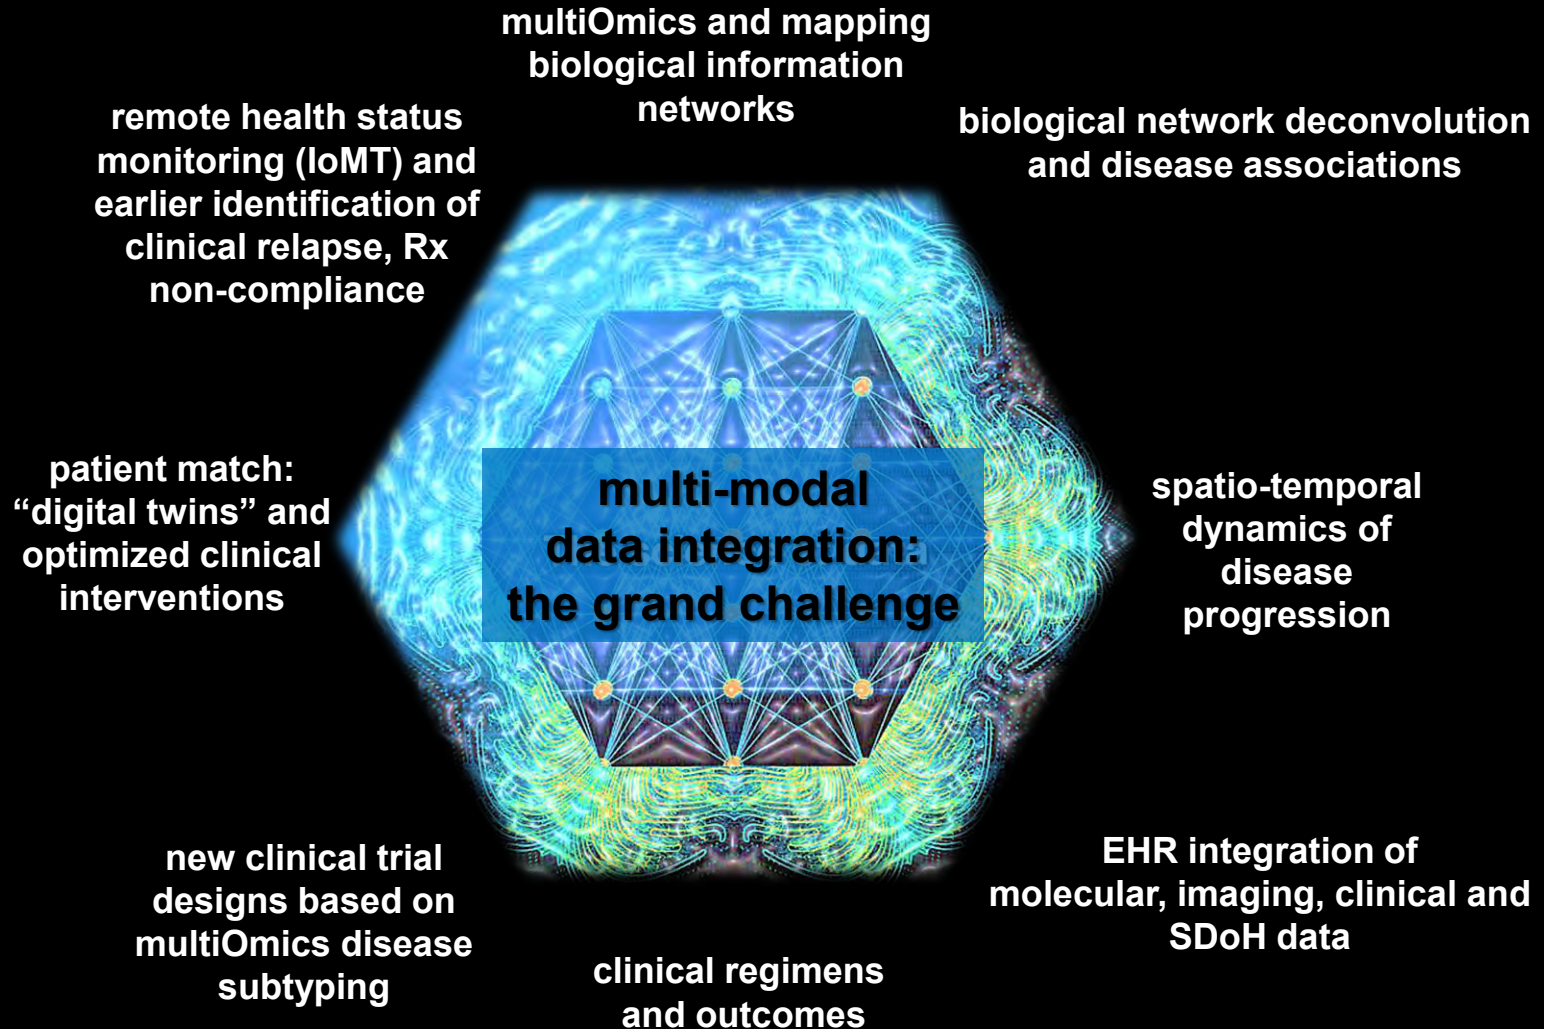 multiOmics and mapping
biological information
networks
biological network deconvolution
and disease associations
spatio-temporal
dynamics of
disease
progression
EHR integration of
molecular, imaging, clinical and
SDoH data
clinical regimens
and outcomes
new clinical trial
designs based on
multiOmics disease
subtyping
patient match:
“digital twins” and
optimized clinical
interventions
remote health status
monitoring (IoMT) and
earlier identification of
clinical relapse, Rx
non-compliance
multi-modal
data integration:
the grand challenge